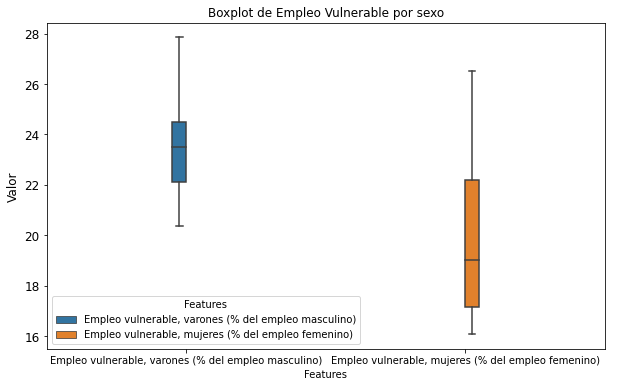 Boxplot de Empleo Vulnerable por sexo
28
26
24
22
20
18
16
Valor
Features
Empleo vulnerable, varones (% del empleo masculino)
Empleo vulnerable, mujeres (% del empleo femenino)
Empleo vulnerable, varones (% del empleo masculino) Empleo vulnerable, mujeres (% del empleo femenino)
Features